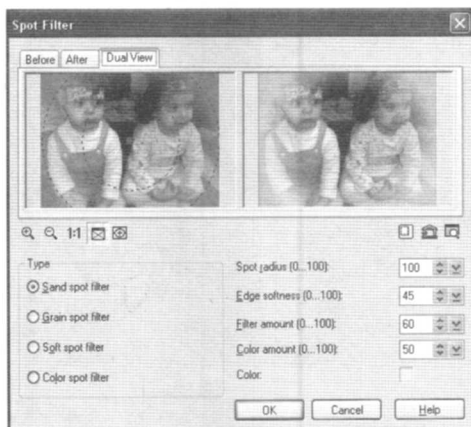 Spot Filter
Before After Dual View
1:1
Type
Sand spot filter
Grain spot filter
Soft spot filter
Color spot filter
Spot radius (0...100): 100
Edge softness (0...100): 45
Filter amount (0...100): 60
Color amount (0...100): 50
Color:
OK Cancel Help